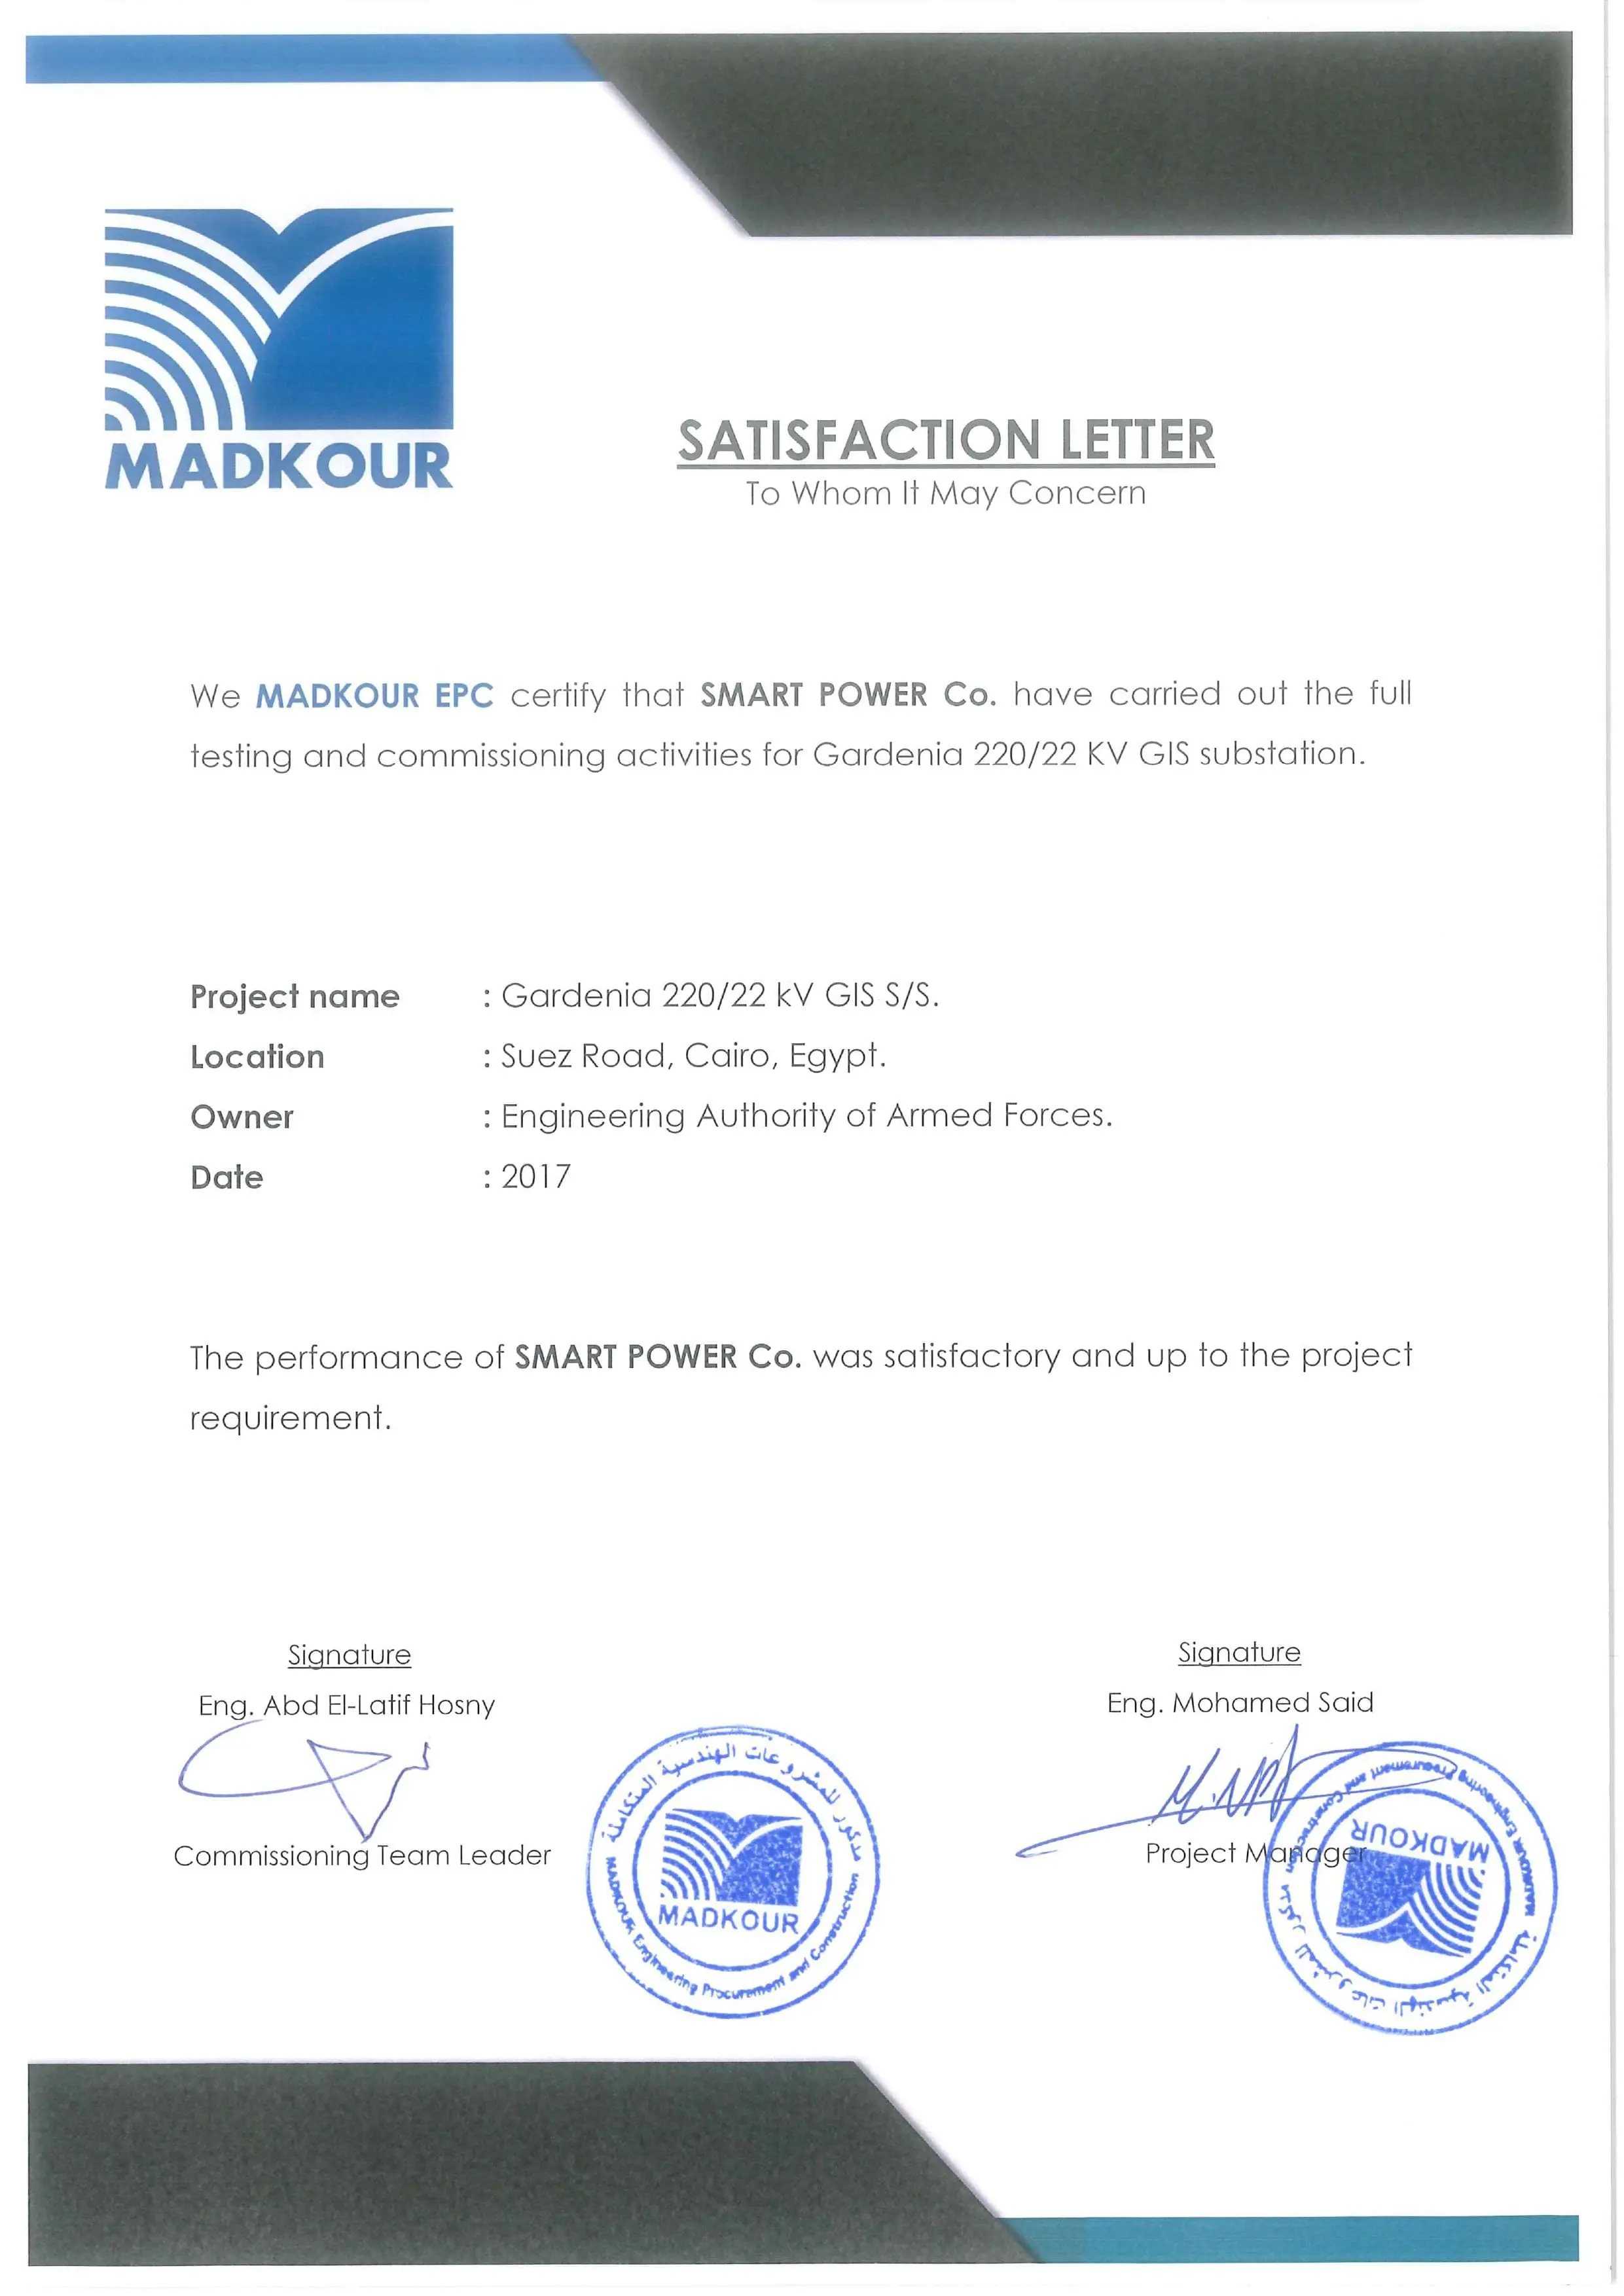 MADKOUR
SATISFACTION LETTER
To Whom It May Concern
We MADKOUR EPC certify that SMART POWER Co. have carried out the full
testing and commissioning activities for Gardenia 220/22 KV GIS substation.
Project name : Gardenia 220/22 kV GIS S/S.
Location : Suez Road, Cairo, Egypt.
Owner : Engineering Authority of Armed Forces.
Date : 2017
The performance of SMART POWER Co. was satisfactory and up to the project
requirement.
Signature
Eng. Abd El-Latif Hosny
Commissioning Team Leader
مدكور للمشروعات الهندسية المتكاملة
MADKOUR
MADKOUR Engineering Procurement and Construction
Signature
Eng. Mohamed Said
Project Manager
MADKOUR Engineering Procurement and Construction
MADKOUR
مدكور للمشروعات الهندسية المتكاملة